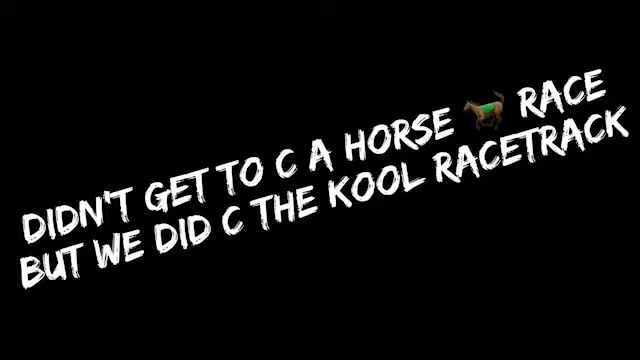 DIDN'T GET TO C A HORSE 🐎 RACE
BUT WE DID C THE KOOL RACETRACK